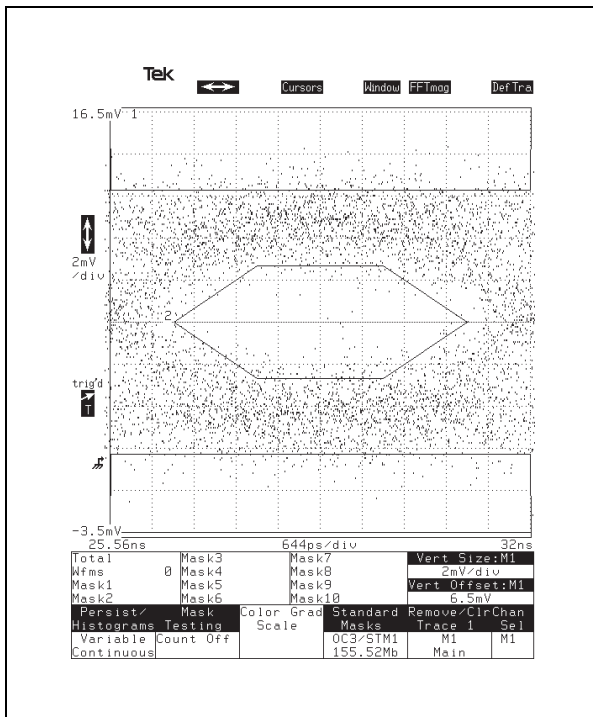 Tek
Cursors Window FFTmag DefTra
16.5mV 1
2mV
/div
2
trig'd
T
-3.5mV
25.56ns 644ps/div 32ns
Total Mask3 Mask7 Vert Size:M1
Wfms 0 Mask4 Mask8 2mV/div
Mask1 Mask5 Mask9 Vert Offset:M1
Mask2 Mask6 Mask10 6.5mV
Persist/ Mask Color Grad Standard Remove/ClrChan
Histograms Testing Scale Masks Trace 1 Sel
Variable Count Off OC3/STM1 M1 M1
Continuous 155.52Mb Main